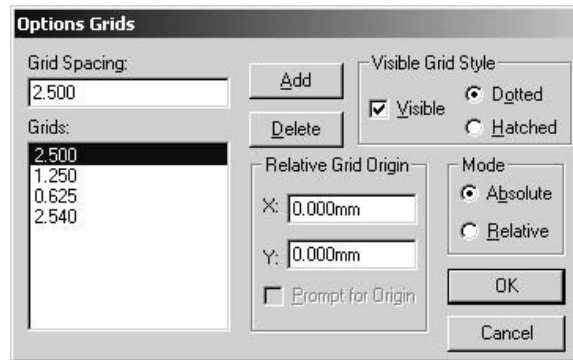 Options Grids
Grid Spacing:
2.500
Grids:
2.500
1.250
0.625
2.540
Add
Delete
Visible Grid Style
Visible
Dotted
Hatched
Relative Grid Origin
X: 0.000mm
Y: 0.000mm
Prompt for Origin
Mode
Absolute
Relative
OK
Cancel